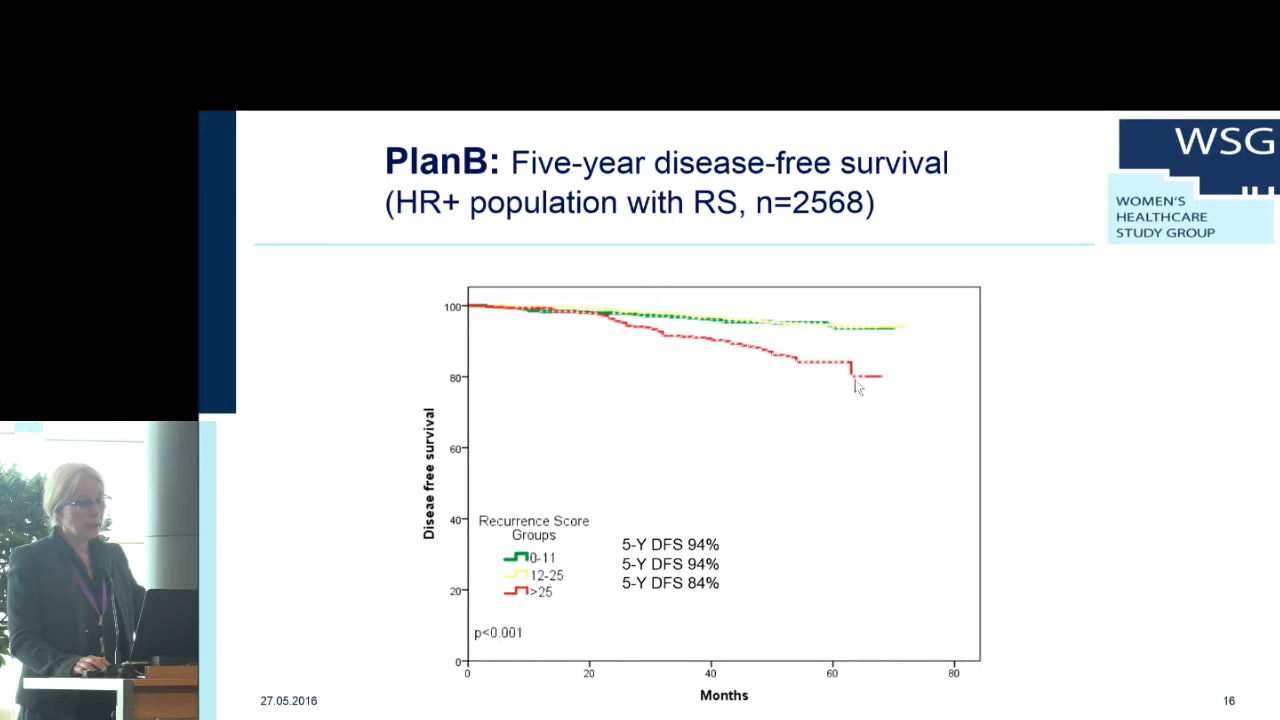 PlanB: Five-year disease-free survival
(HR+ population with RS, n=2568)
WSG
WOMEN'S
HEALTHCARE
STUDY GROUP
100
80
60
40
20
0
Diseae free survival
Recurrence Score
Groups
0-11
12-25
>25
5-Y DFS 94%
5-Y DFS 94%
5-Y DFS 84%
p<0.001
0
20
40
60
80
Months
27.05.2016
16